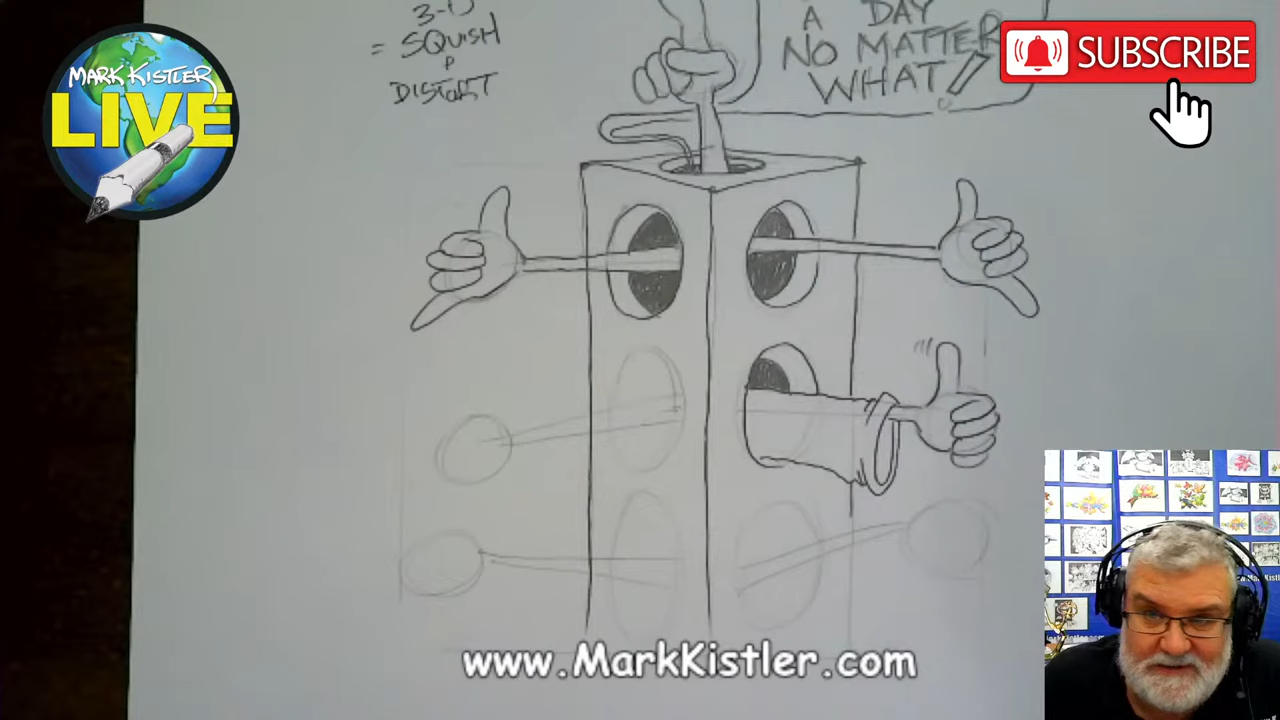 3-D
= SQUISH
P
DISTORT
A DAY
NO MATTER
WHAT!
SUBSCRIBE
MARK KISTLER
LIVE
www.MarkKistler.com